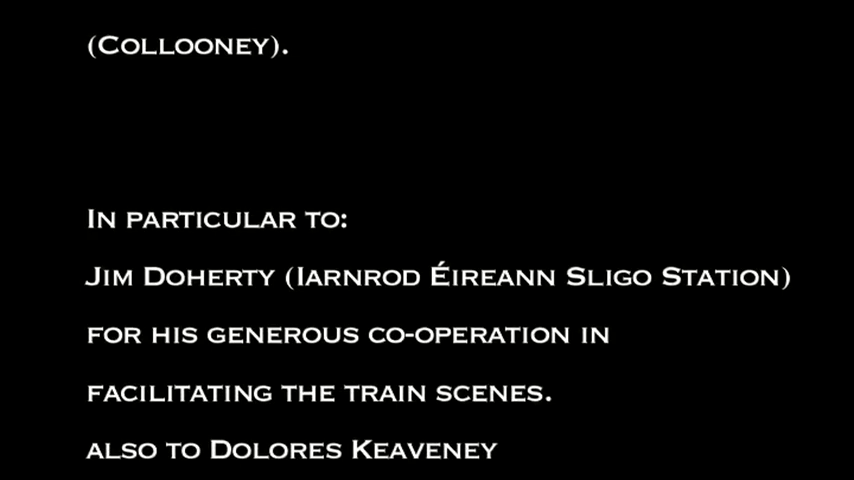 (Collooney).
In particular to:
Jim Doherty (Iarnrod Éireann Sligo Station)
for his generous co-operation in
facilitating the train scenes.
also to Dolores Keaveney